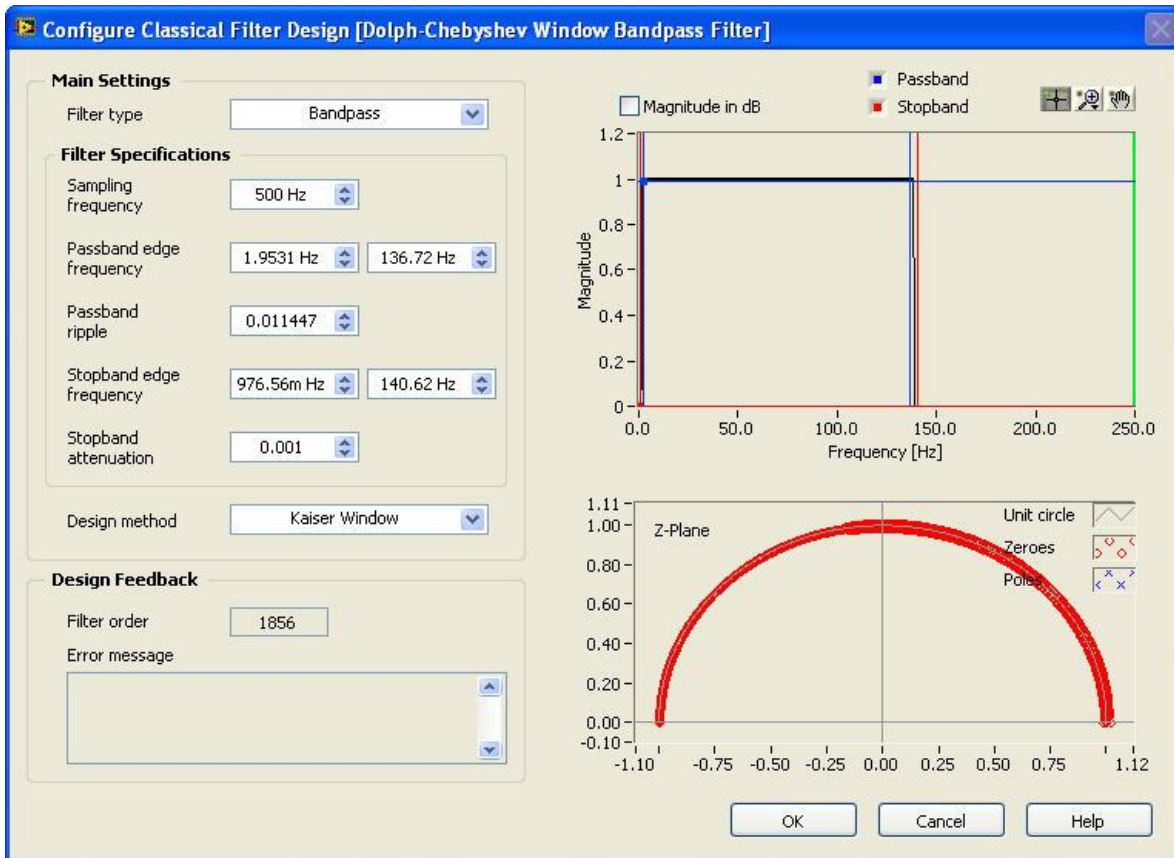 Configure Classical Filter Design [Dolph-Chebyshev Window Bandpass Filter]
Main Settings
Filter type
Bandpass
Filter Specifications
Sampling
frequency
500 Hz
Passband edge
frequency
1.9531 Hz
136.72 Hz
Passband
ripple
0.011447
Stopband edge
frequency
976.56m Hz
140.62 Hz
Stopband
attenuation
0.001
Design method
Kaiser Window
Design Feedback
Filter order
1856
Error message
Magnitude in dB
Passband
Stopband
1.2
1
0.8
0.6
0.4
0.2
0
Magnitude
0.0 50.0 100.0 150.0 200.0 250.0
Frequency [Hz]
Z-Plane
Unit circle
Zeroes
Poles
1.11
1.00
0.80
0.60
0.40
0.20
0.00
-0.10
-1.10 -0.75 -0.50 -0.25 0.00 0.25 0.50 0.75 1.12
OK
Cancel
Help